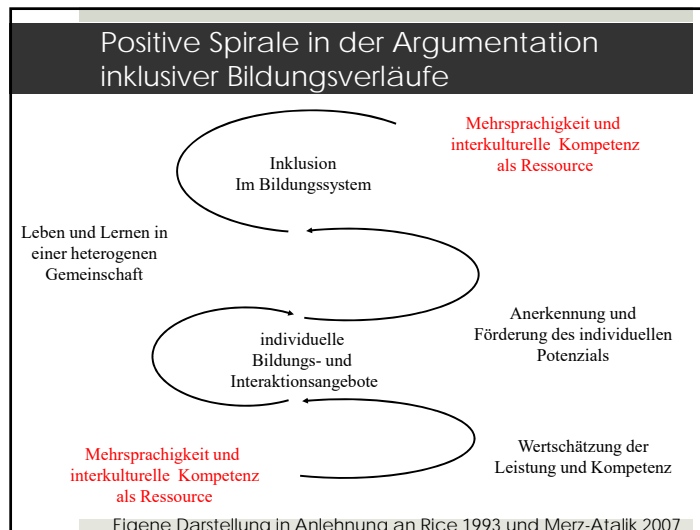 Positive Spirale in der Argumentation
inklusiver Bildungsverläufe
Mehrsprachigkeit und
interkulturelle Kompetenz
als Ressource
Inklusion
Im Bildungssystem
Leben und Lernen in
einer heterogenen
Gemeinschaft
Anerkennung und
Förderung des individuellen
Potenzials
individuelle
Bildungs- und
Interaktionsangebote
Wertschätzung der
Leistung und Kompetenz
Mehrsprachigkeit und
interkulturelle Kompetenz
als Ressource
Eigene Darstellung in Anlehnung an Rice 1993 und Merz-Atalik 2007